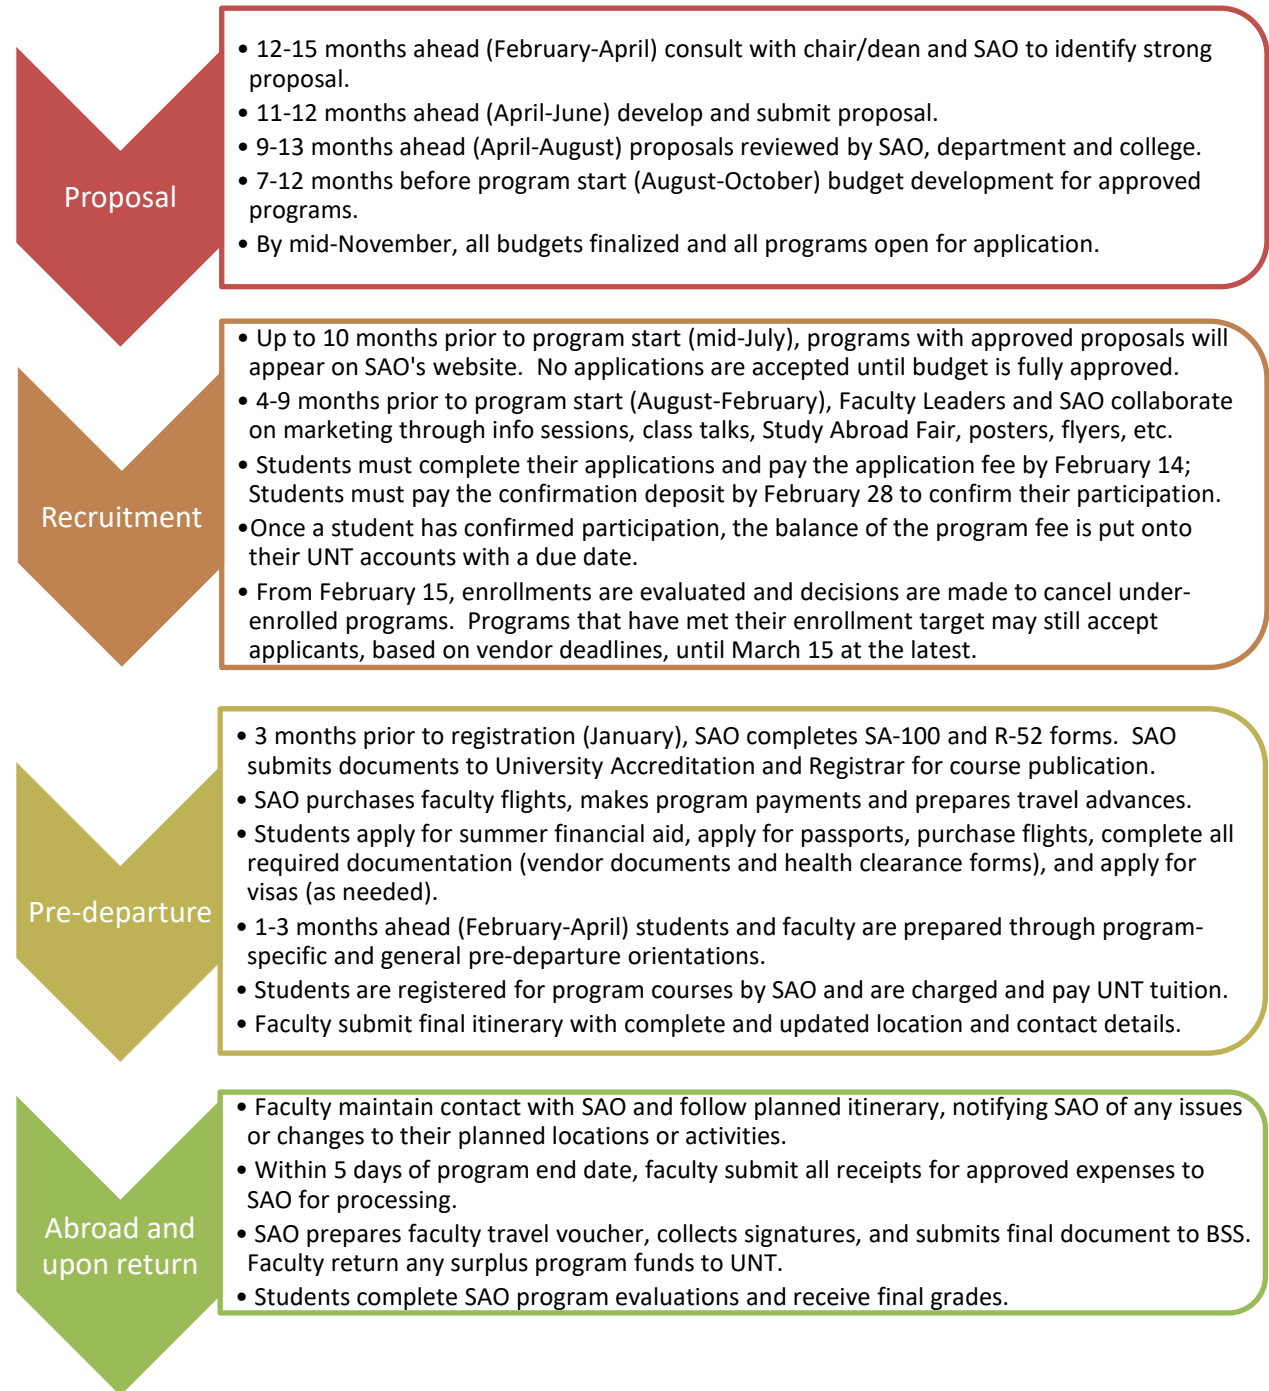 Proposal
• 12-15 months ahead (February-April) consult with chair/dean and SAO to identify strong
proposal.
• 11-12 months ahead (April-June) develop and submit proposal.
• 9-13 months ahead (April-August) proposals reviewed by SAO, department and college.
• 7-12 months before program start (August-October) budget development for approved
programs.
• By mid-November, all budgets finalized and all programs open for application.
Recruitment
• Up to 10 months prior to program start (mid-July), programs with approved proposals will
appear on SAO's website.  No applications are accepted until budget is fully approved.
• 4-9 months prior to program start (August-February), Faculty Leaders and SAO collaborate
on marketing through info sessions, class talks, Study Abroad Fair, posters, flyers, etc.
• Students must complete their applications and pay the application fee by February 14;
Students must pay the confirmation deposit by February 28 to confirm their participation.
•Once a student has confirmed participation, the balance of the program fee is put onto
their UNT accounts with a due date.
• From February 15, enrollments are evaluated and decisions are made to cancel under-
enrolled programs.  Programs that have met their enrollment target may still accept
applicants, based on vendor deadlines, until March 15 at the latest.
Pre-departure
• 3 months prior to registration (January), SAO completes SA-100 and R-52 forms.  SAO
submits documents to University Accreditation and Registrar for course publication.
• SAO purchases faculty flights, makes program payments and prepares travel advances.
• Students apply for summer financial aid, apply for passports, purchase flights, complete all
required documentation (vendor documents and health clearance forms), and apply for
visas (as needed).
• 1-3 months ahead (February-April) students and faculty are prepared through program-
specific and general pre-departure orientations.
• Students are registered for program courses by SAO and are charged and pay UNT tuition.
• Faculty submit final itinerary with complete and updated location and contact details.
Abroad and
upon return
• Faculty maintain contact with SAO and follow planned itinerary, notifying SAO of any issues
or changes to their planned locations or activities.
• Within 5 days of program end date, faculty submit all receipts for approved expenses to
SAO for processing.
• SAO prepares faculty travel voucher, collects signatures, and submits final document to BSS.
Faculty return any surplus program funds to UNT.
• Students complete SAO program evaluations and receive final grades.